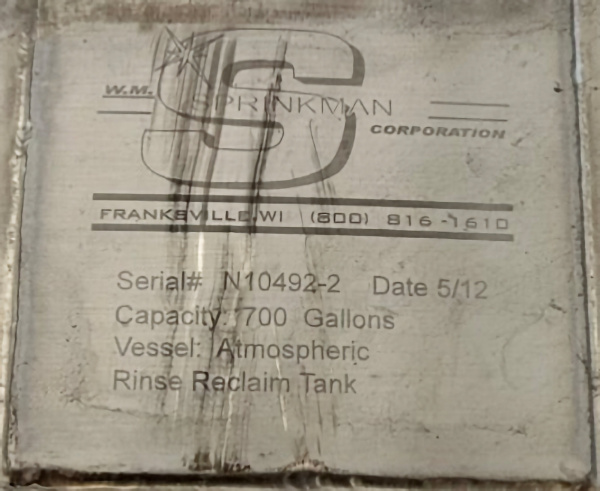 W.M.
SPRINKMAN
CORPORATION
FRANKSVILLE, WI (800) 816-1610
Serial# N10492-2 Date 5/12
Capacity: 700 Gallons
Vessel: Atmospheric
Rinse Reclaim Tank